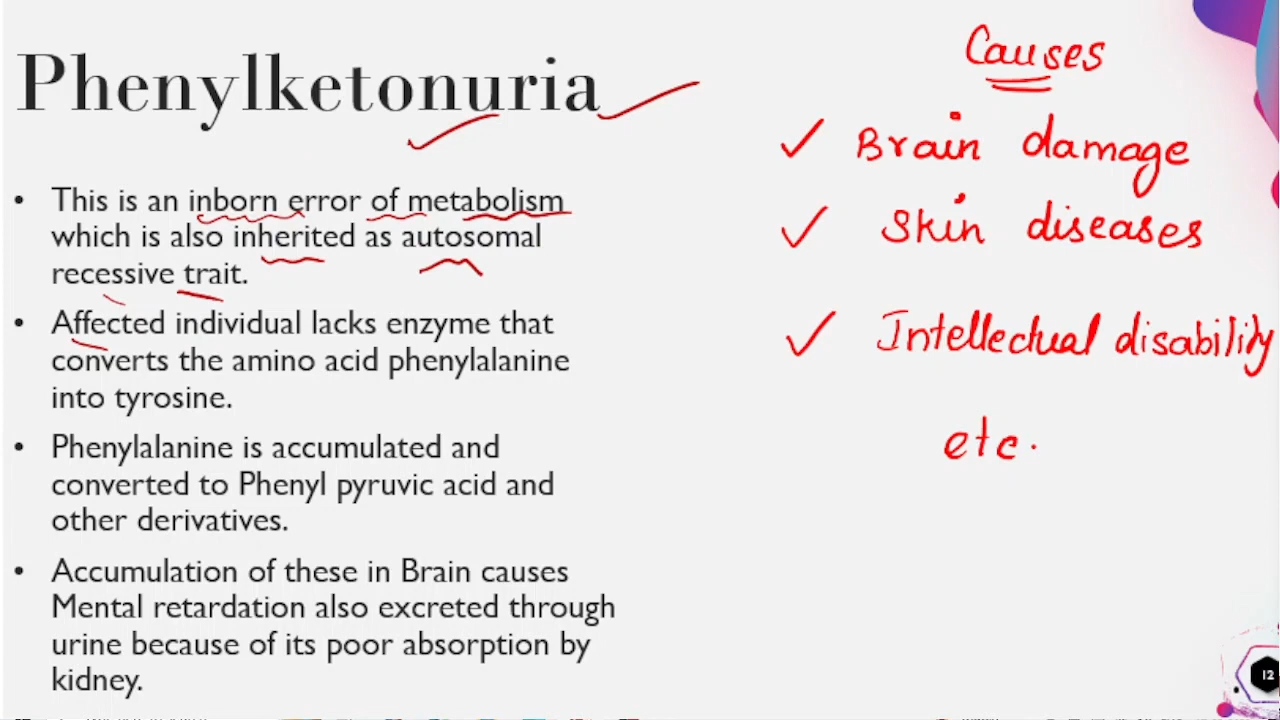 Phenylketonuria
• This is an inborn error of metabolism
which is also inherited as autosomal
recessive trait.
• Affected individual lacks enzyme that
converts the amino acid phenylalanine
into tyrosine.
• Phenylalanine is accumulated and
converted to Phenyl pyruvic acid and
other derivatives.
• Accumulation of these in Brain causes
Mental retardation also excreted through
urine because of its poor absorption by
kidney.
Causes
✓ Brain damage
✓ Skin diseases
✓ Intellectual disability
etc.
12